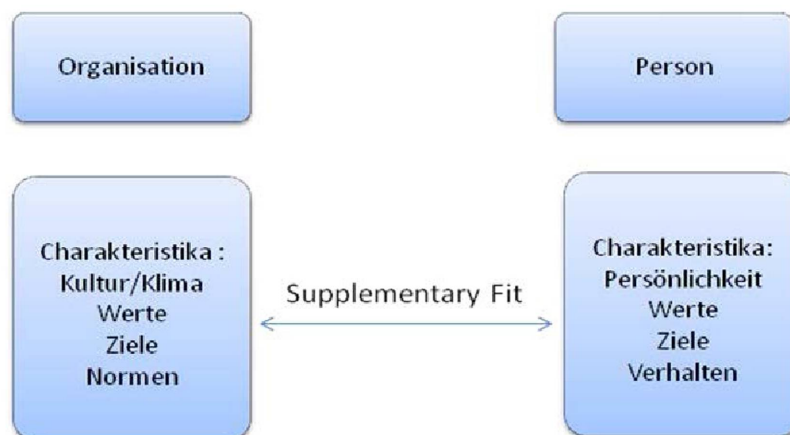 Organisation
Person
Charakteristika :
Kultur/Klima
Werte
Ziele
Normen
Supplementary Fit
Charakteristika:
Persönlichkeit
Werte
Ziele
Verhalten